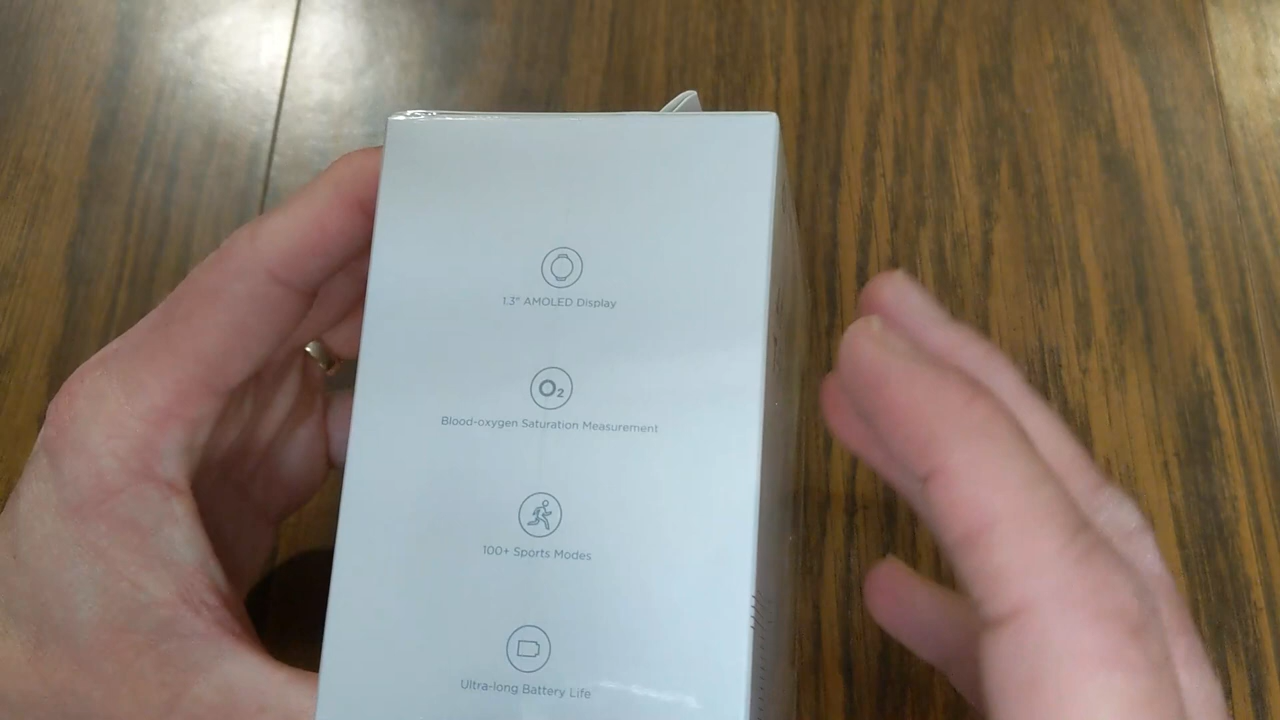 1.3" AMOLED Display
O2
Blood-oxygen Saturation Measurement
100+ Sports Modes
Ultra-long Battery Life